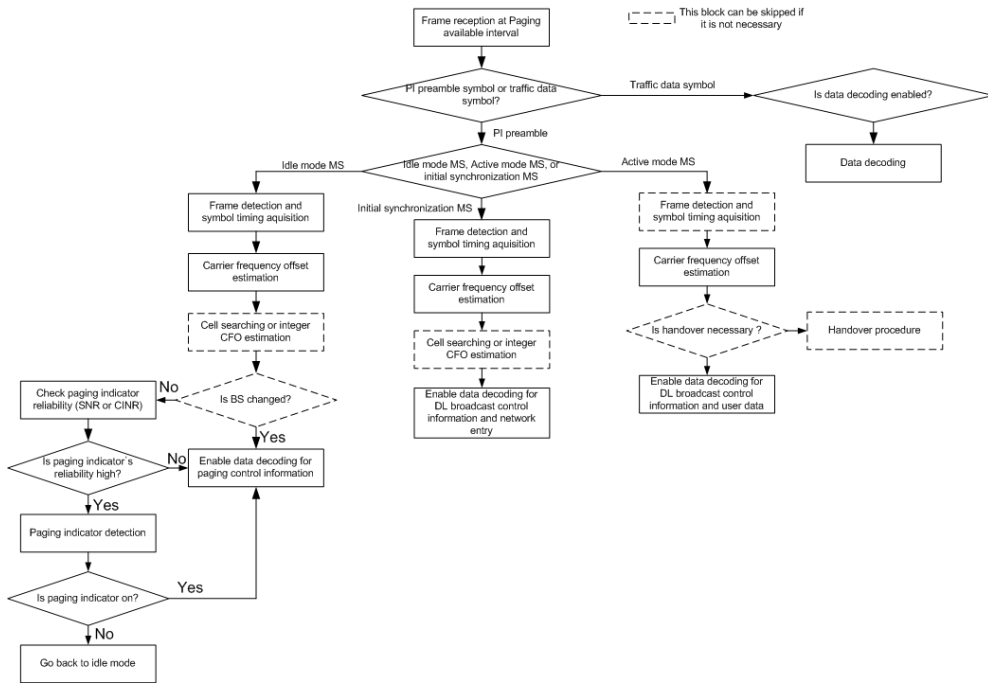 Frame reception at Paging
available interval
This block can be skipped if
it is not necessary
PI preamble symbol or traffic data
symbol?
Traffic data symbol
Is data decoding enabled?
PI preamble
Data decoding
Idle mode MS
Idle mode MS, Active mode MS, or
initial synchronization MS
Active mode MS
Frame detection and
symbol timing aquisition
Initial synchronization MS
Frame detection and
symbol timing aquisition
Frame detection and
symbol timing aquisition
Carrier frequency offset
estimation
Carrier frequency offset
estimation
Carrier frequency offset
estimation
Cell searching or integer
CFO estimation
Cell searching or integer
CFO estimation
Is handover necessary ?
Handover procedure
Check paging indicator
reliability (SNR or CINR)
No
Is BS changed?
Enable data decoding for
DL broadcast control
information and network
entry
Enable data decoding for
DL broadcast control
information and user data
Yes
Is paging indicator`s
reliability high?
No
Enable data decoding for
paging control information
Yes
Paging indicator detection
Is paging indicator on?
Yes
No
Go back to idle mode